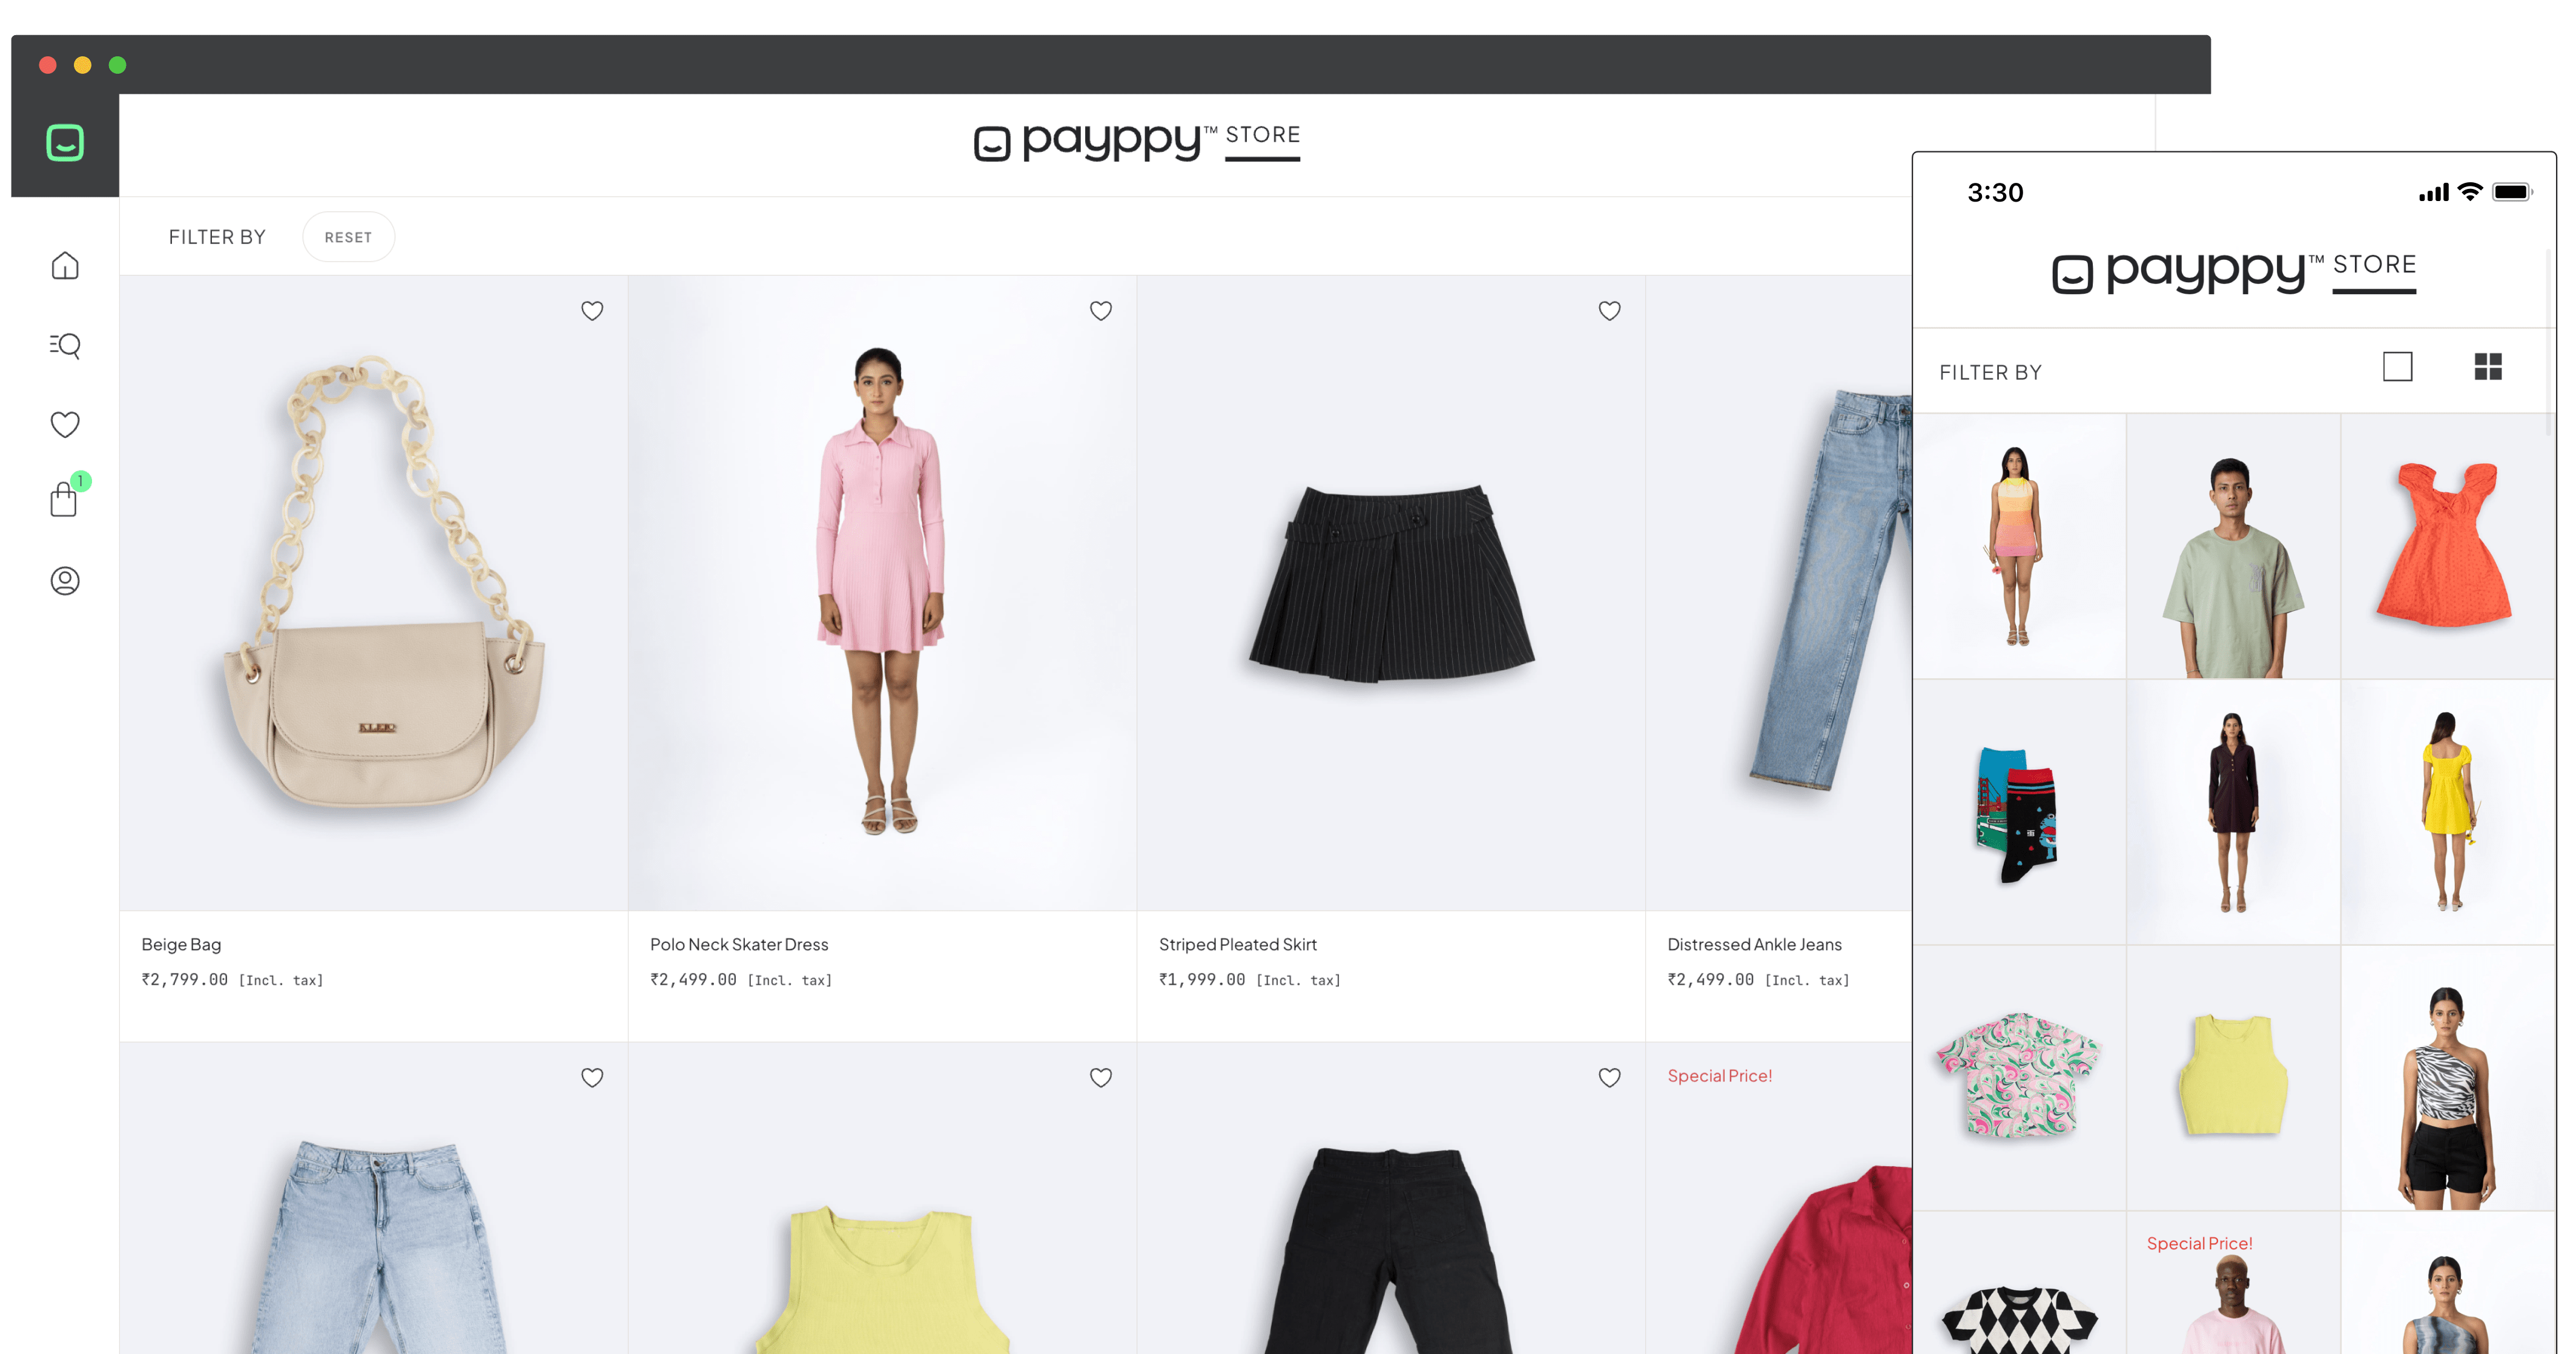 payppy™ STORE
FILTER BY
RESET
1
Beige Bag
₹2,799.00 [Incl. tax]
Polo Neck Skater Dress
₹2,499.00 [Incl. tax]
Striped Pleated Skirt
₹1,999.00 [Incl. tax]
Distressed Ankle Jeans
₹2,499.00 [Incl. tax]
Special Price!
3:30
payppy™ STORE
FILTER BY
Special Price!